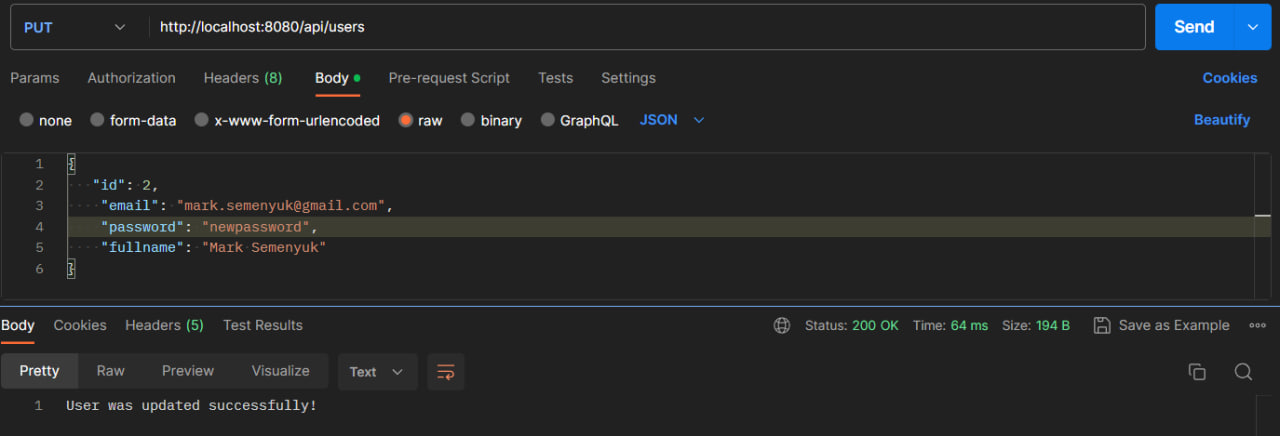 PUT http://localhost:8080/api/users Send
Params Authorization Headers (8) Body Pre-request Script Tests Settings Cookies
none form-data x-www-form-urlencoded raw binary GraphQL JSON Beautify
1 {
2 "id": 2,
3 "email": "mark.semenyuk@gmail.com",
4 "password": "newpassword",
5 "fullname": "Mark Semenyuk"
6 }
Body Cookies Headers (5) Test Results Status: 200 OK Time: 64 ms Size: 194 B Save as Example
Pretty Raw Preview Visualize Text
1 User was updated successfully!